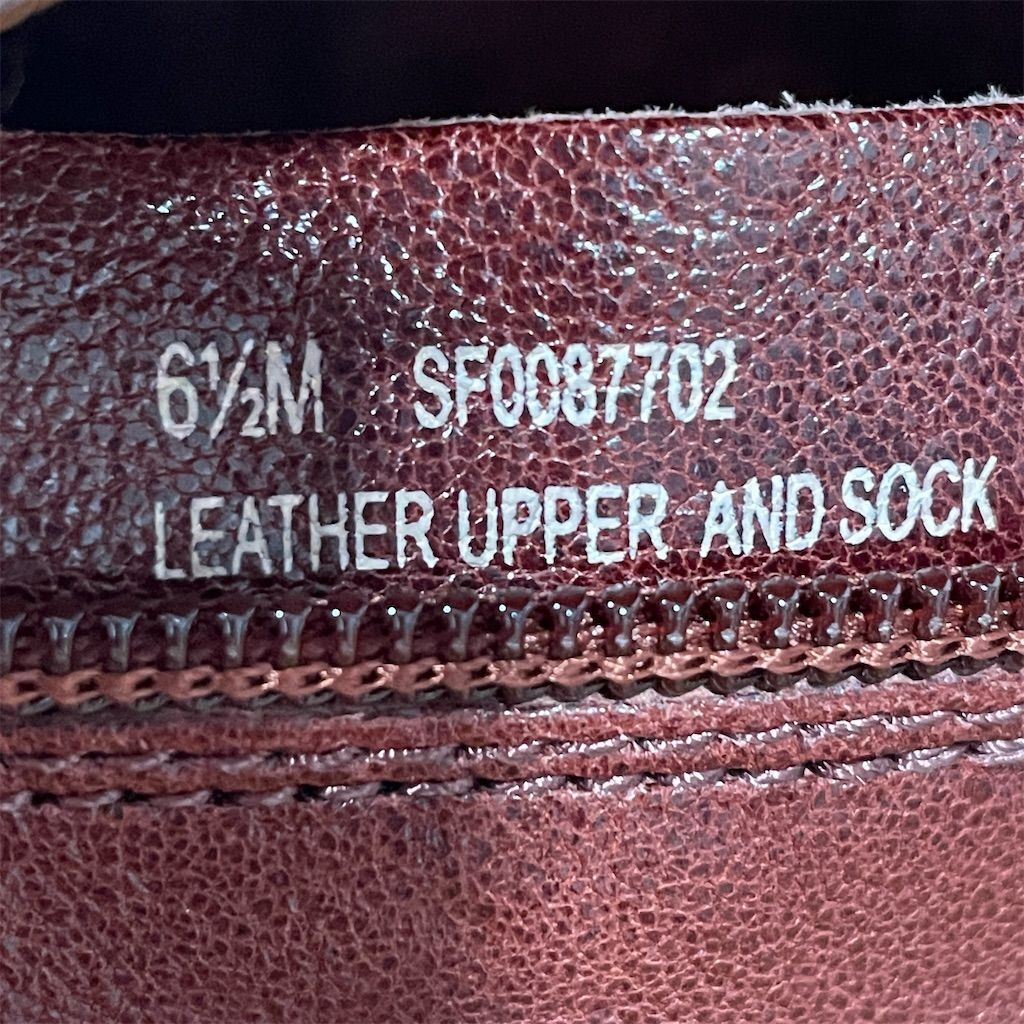 6½M SF0087702
LEATHER UPPER AND SOCK